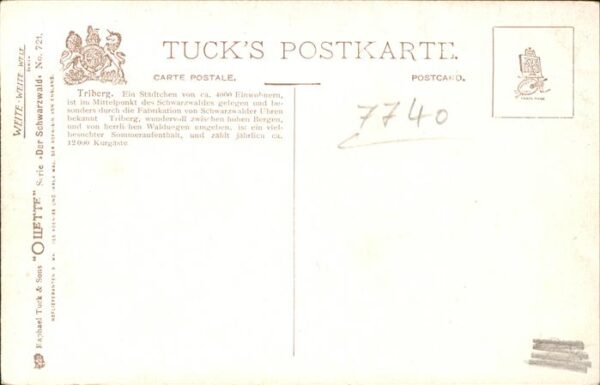 TUCK'S POSTKARTE.
CARTE POSTALE.
POSTCARD.
Triberg. Ein Städtchen von ca. 4000 Einwohnern,
ist im Mittelpunkt des Schwarzwaldes gelegen und be-
sonders durch die Fabrikation von Schwarzwälder Uhren
bekannt Triberg, wundervoll zwischen hohen Bergen,
und von herrlichen Waldungen umgeben, ist ein viel-
besuchter Sommeraufenthalt, und zählt jährlich ca.
12000 Kurgäste.
7740
WEITE-WEITE-WELT
Raphael Tuck & Sons "OILETTE" Serie »Der Schwarzwald« No. 721.